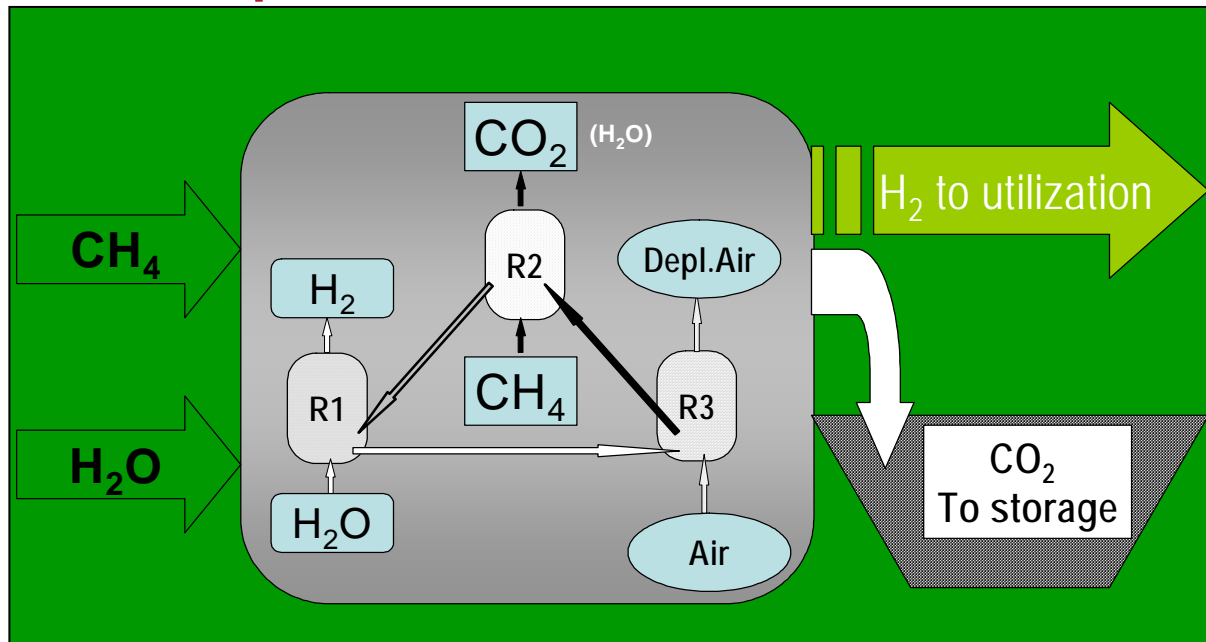 CO₂ (H₂O)
H₂ to utilization
CH₄
R2
Depl.Air
H₂
CH₄
R1
R3
H₂O
CO₂
To storage
H₂O
Air